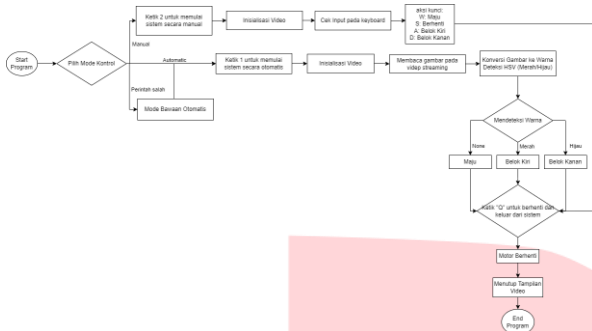 Start
Program
Pilih Mode Kontrol
Manual
Automatic
Perintah salah
Ketik 2 untuk memulai
sistem secara manual
Inisialisasi Video
Cek Input pada keyboard
aksi kunci:
W: Maju
S: Berhenti
A: Belok Kiri
D: Belok Kanan
Ketik 1 untuk memulai
sistem secara otomatis
Inisialisasi Video
Membaca gambar pada
video streaming
Konversi Gambar ke Warna
Deteksi HSV (Merah/Hijau)
Mode Bawaan Otomatis
Mendeteksi Warna
None
Merah
Hijau
Maju
Belok Kiri
Belok Kanan
Ketik "Q" untuk berhenti dan
keluar dari sistem
Motor Berhenti
Menutup Tampilan
Video
End
Program